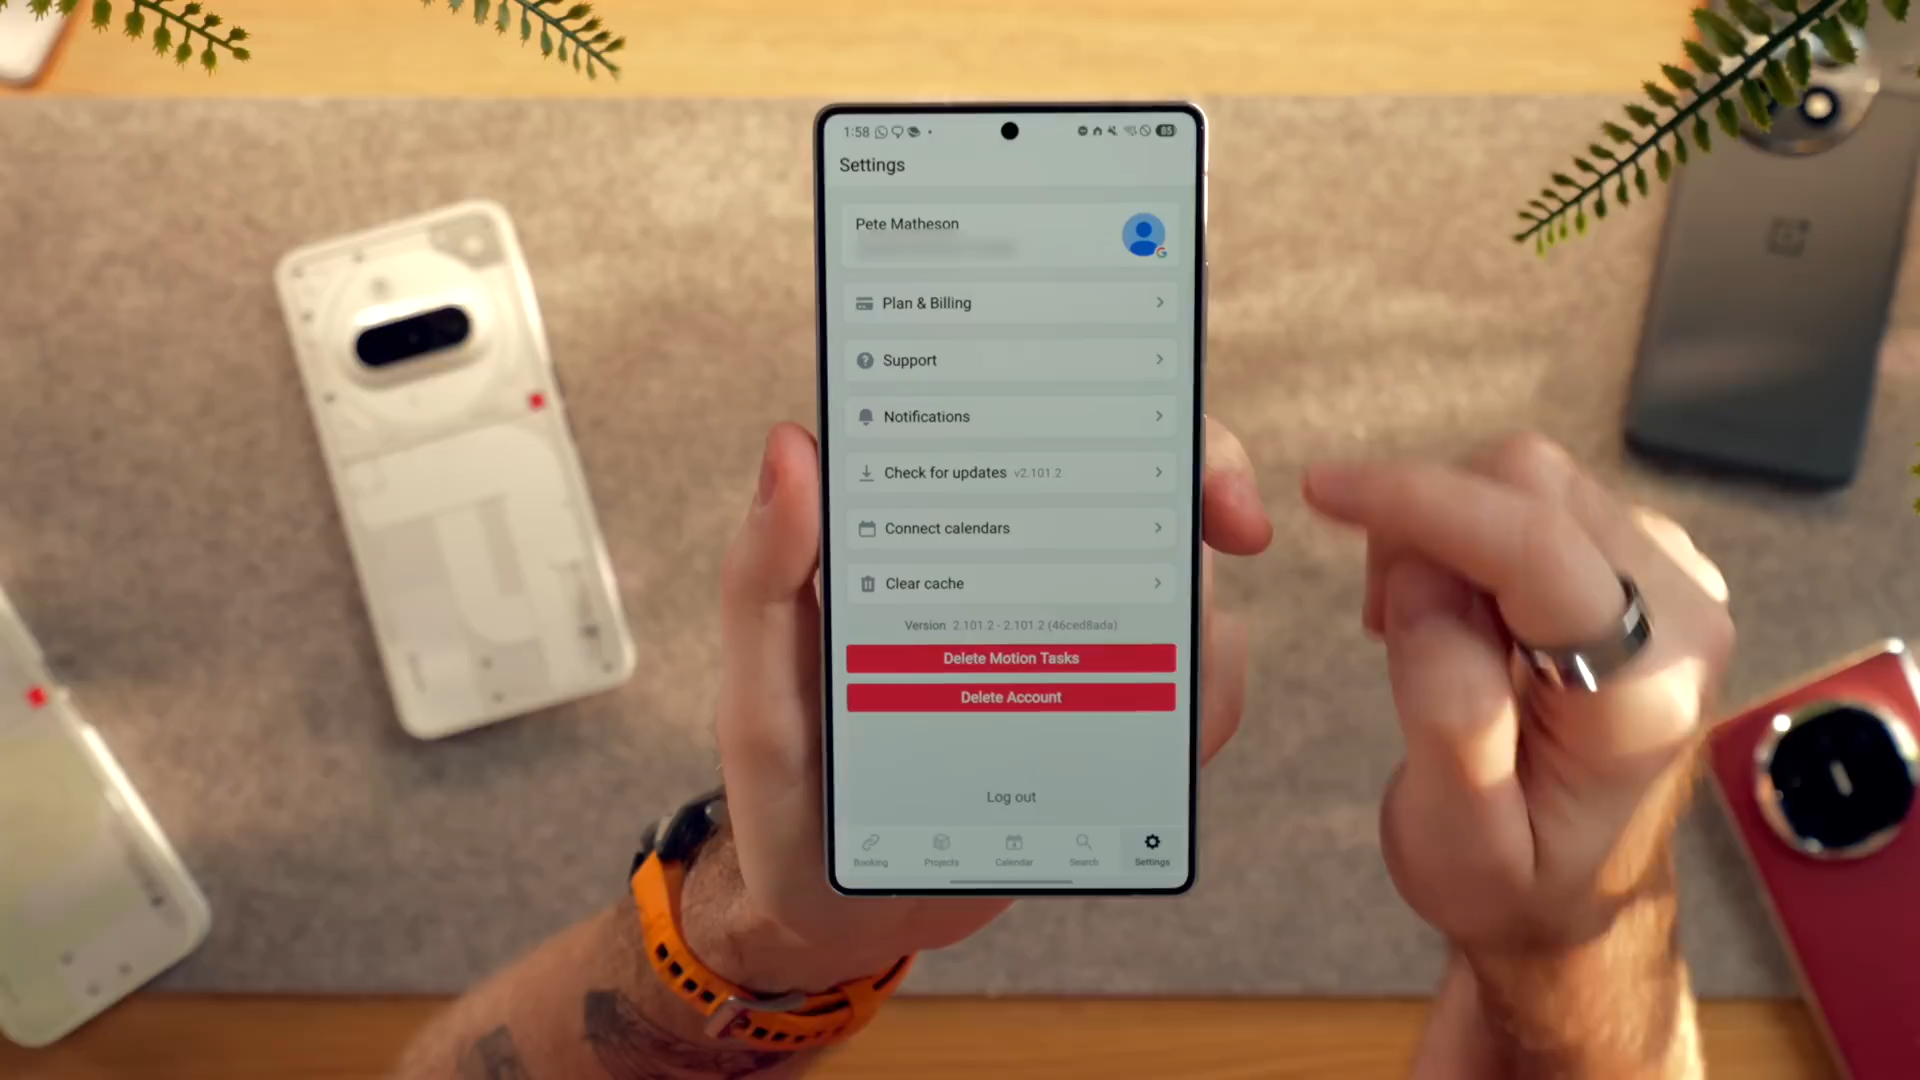 1:58
85
Settings
Pete Matheson
Plan & Billing
Support
Notifications
Check for updates v2.101.2
Connect calendars
Clear cache
Version 2.101.2 - 2.101.2 (46ced8ada)
Delete Motion Tasks
Delete Account
Log out
Booking
Projects
Calendar
Search
Settings